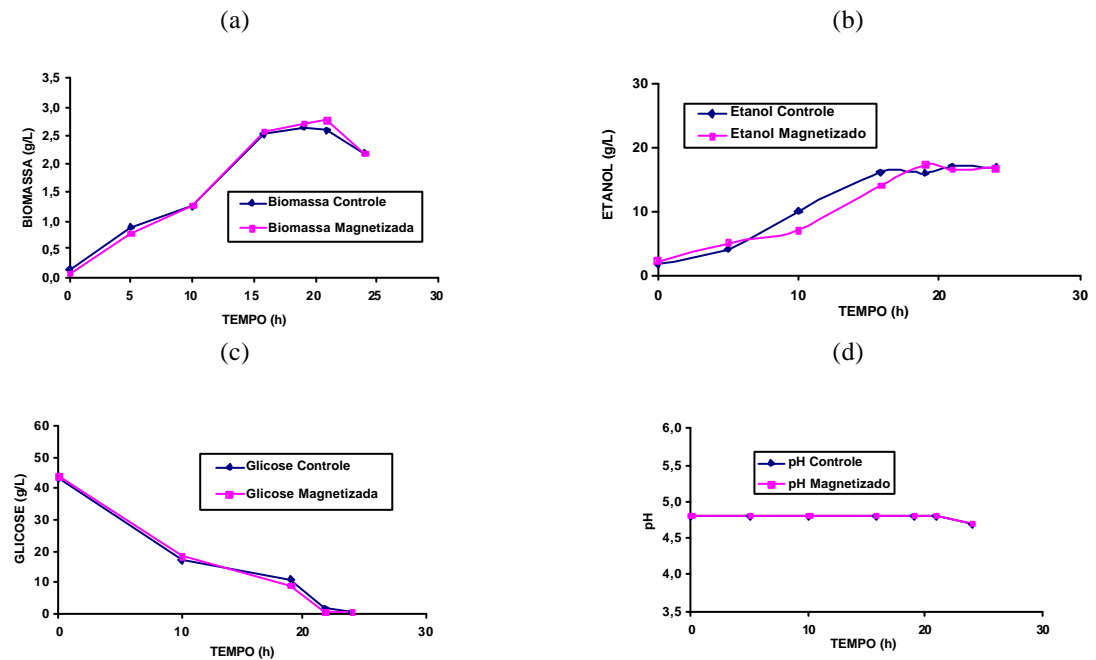 (a)
BIOMASSA (g/L)
3,5
3,0
2,5
2,0
1,5
1,0
0,5
0,0
Biomassa Controle
Biomassa Magnetizada
0 5 10 15 20 25 30
TEMPO (h)
(b)
ETANOL (g/L)
30
20
10
0
Etanol Controle
Etanol Magnetizado
0 10 20 30
TEMPO (h)
(c)
GLICOSE (g/L)
60
50
40
30
20
10
0
Glicose Controle
Glicose Magnetizada
0 10 20 30
TEMPO (h)
(d)
pH
6,0
5,5
5,0
4,5
4,0
3,5
pH Controle
pH Magnetizado
0 10 20 30
TEMPO (h)